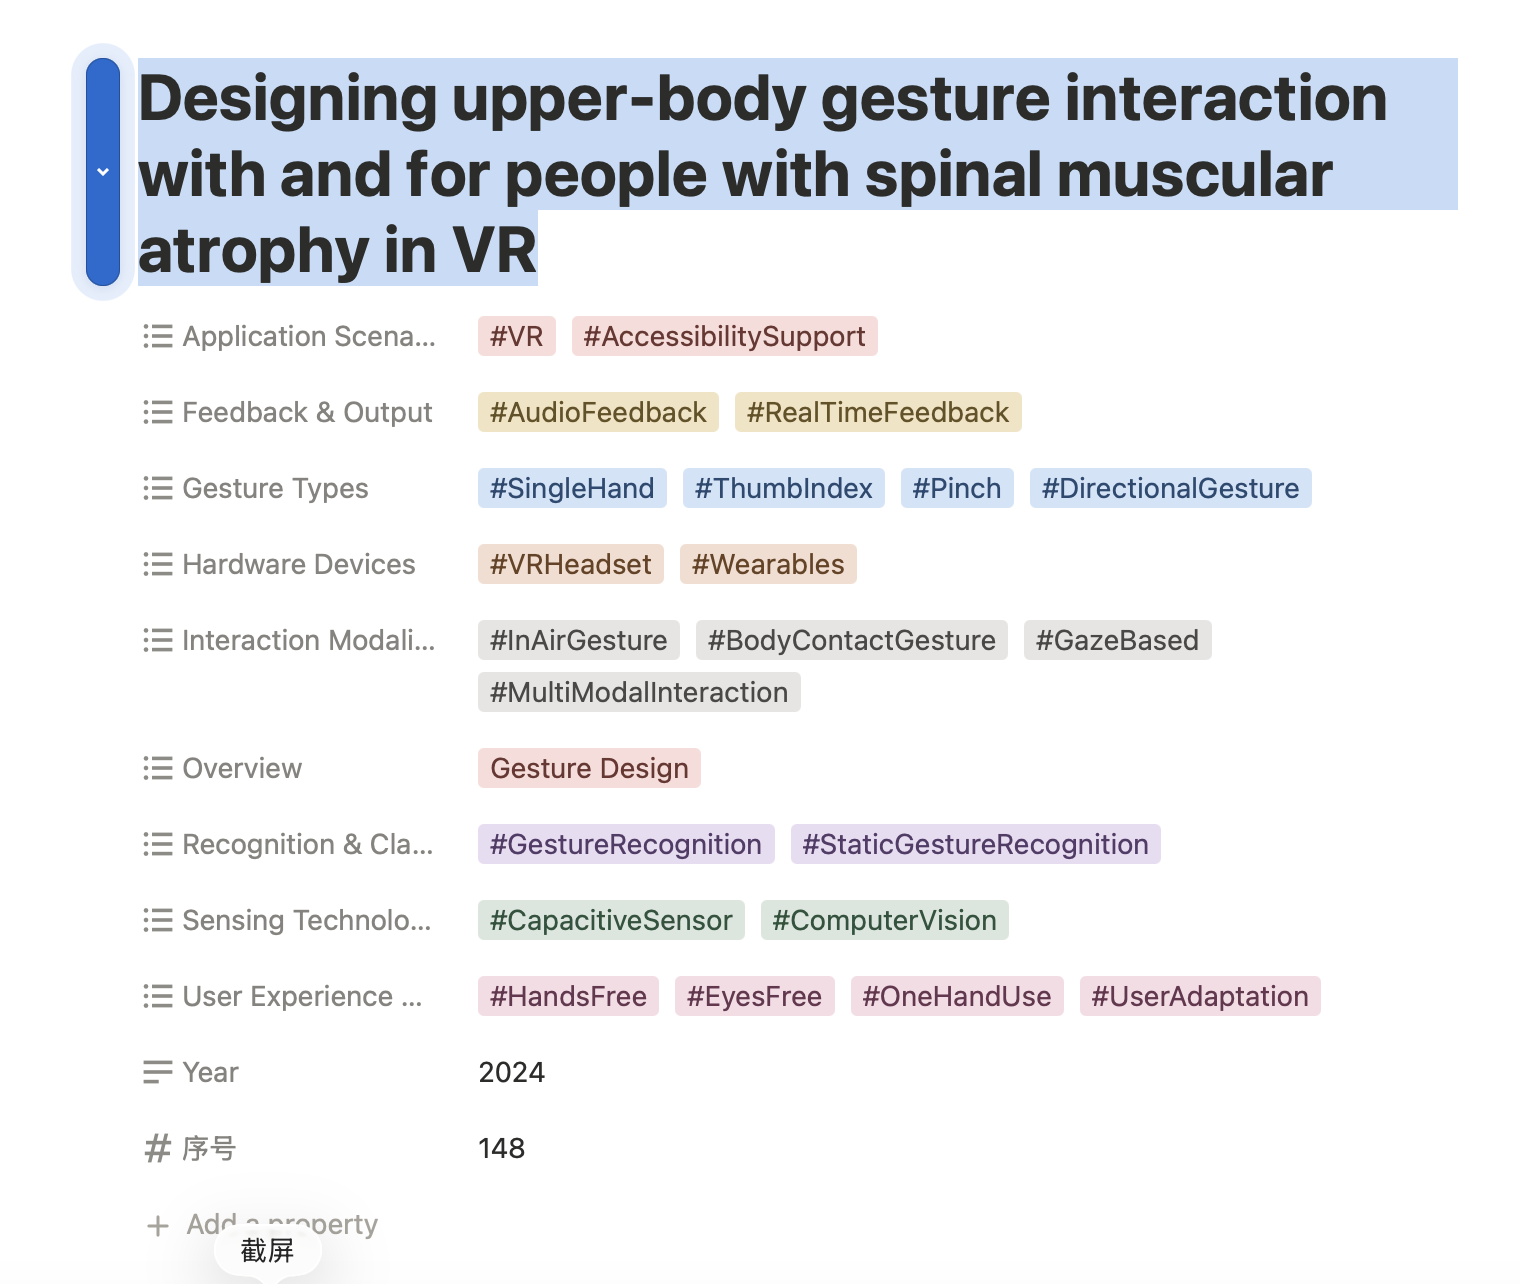 Designing upper-body gesture interaction
with and for people with spinal muscular
atrophy in VR
Application Scena... #VR #AccessibilitySupport
Feedback & Output #AudioFeedback #RealTimeFeedback
Gesture Types #SingleHand #ThumbIndex #Pinch #DirectionalGesture
Hardware Devices #VRHeadset #Wearables
Interaction Modali... #InAirGesture #BodyContactGesture #GazeBased
#MultiModalInteraction
Overview Gesture Design
Recognition & Cla... #GestureRecognition #StaticGestureRecognition
Sensing Technolo... #CapacitiveSensor #ComputerVision
User Experience ... #HandsFree #EyesFree #OneHandUse #UserAdaptation
Year 2024
序号 148
Add a property
截屏